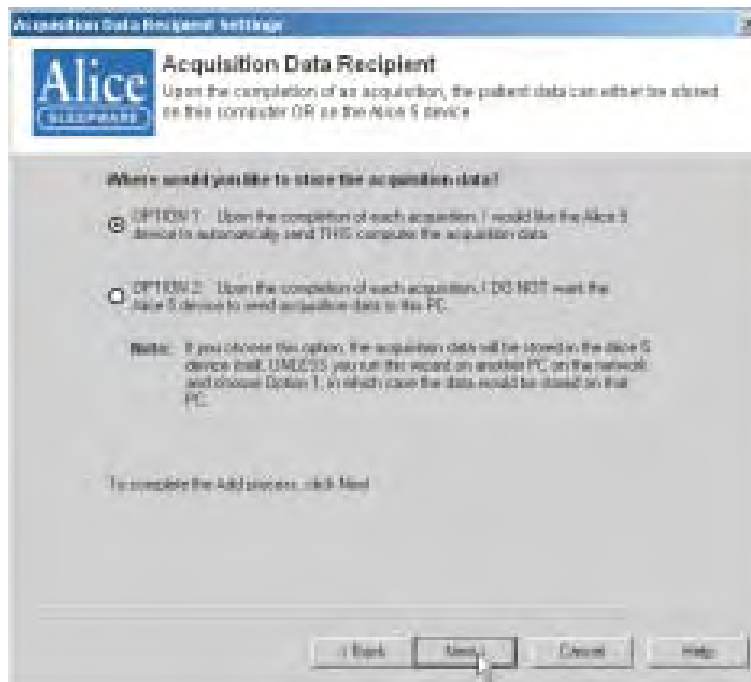 Acquisition Data Recipient Settings
Alice
SLEEPWARE
Acquisition Data Recipient
Upon the completion of an acquisition, the patient data can either be stored
on this computer OR on the Alice 5 device
Where would you like to store the acquisition data?
OPTION 1: Upon the completion of each acquisition, I would like the Alice 5
device to automatically send THIS compute the acquisition data
OPTION 2: Upon the completion of each acquisition, I DO NOT want the
Alice 5 device to send acquisition data to this PC.
Note: If you choose this option, the acquisition data will be stored in the Alice 5
device itself, UNLESS you run this wizard on another PC on the network
and choose Option 1, in which case the data would be stored on that
PC.
To complete the Add process, click Next
< Back Next > Cancel Help